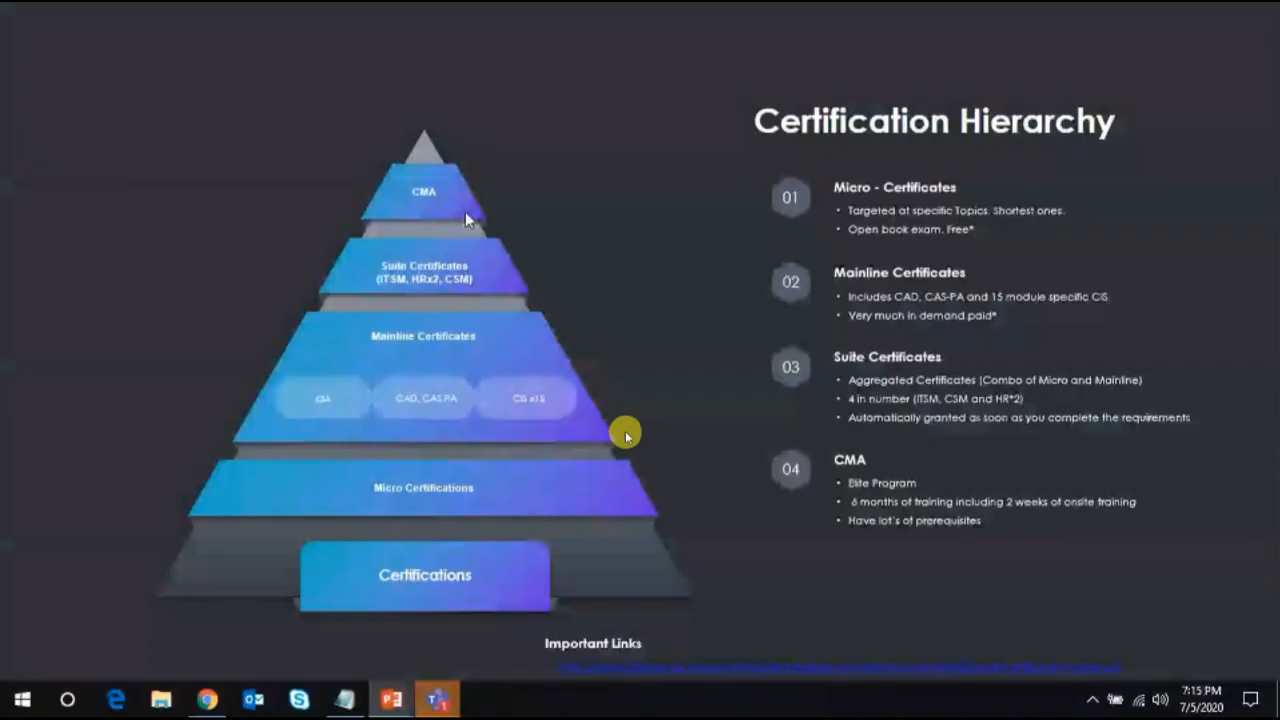 Certification Hierarchy
CMA
Suite Certificates
(ITSM, HRx2, CSM)
Mainline Certificates
CAD, CAS-PA
CIS x15
Micro Certifications
Certifications
01
Micro - Certificates
• Targeted at specific Topics. Shortest ones.
• Open book exam. Free*
02
Mainline Certificates
• Includes CAD, CAS-PA and 15 module specific CIS
• Very much in demand paid*
03
Suite Certificates
• Aggregated Certificates (Combo of Micro and Mainline)
• 4 in number (ITSM, CSM and HR*2)
• Automatically granted as soon as you complete the requirements
04
CMA
• Elite Program
• 6 months of training including 2 weeks of onsite training
• Have lot's of prerequisites
Important Links
7:15 PM
7/5/2020